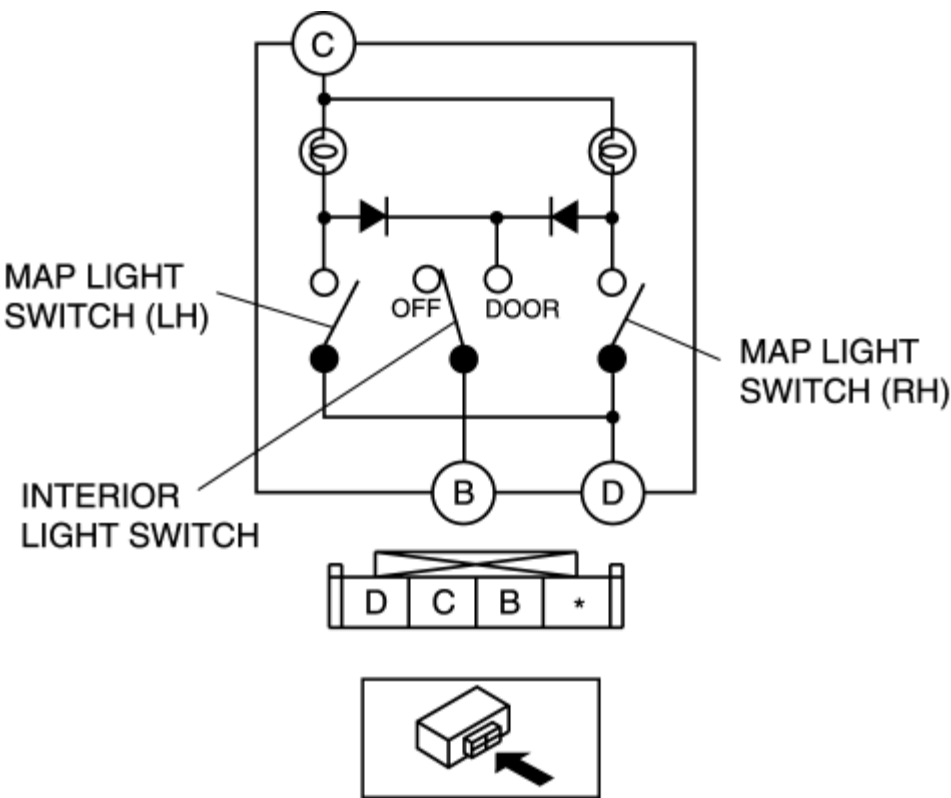 C
MAP LIGHT
SWITCH (LH)
OFF
DOOR
MAP LIGHT
SWITCH (RH)
INTERIOR
LIGHT SWITCH
B
D
D C B *